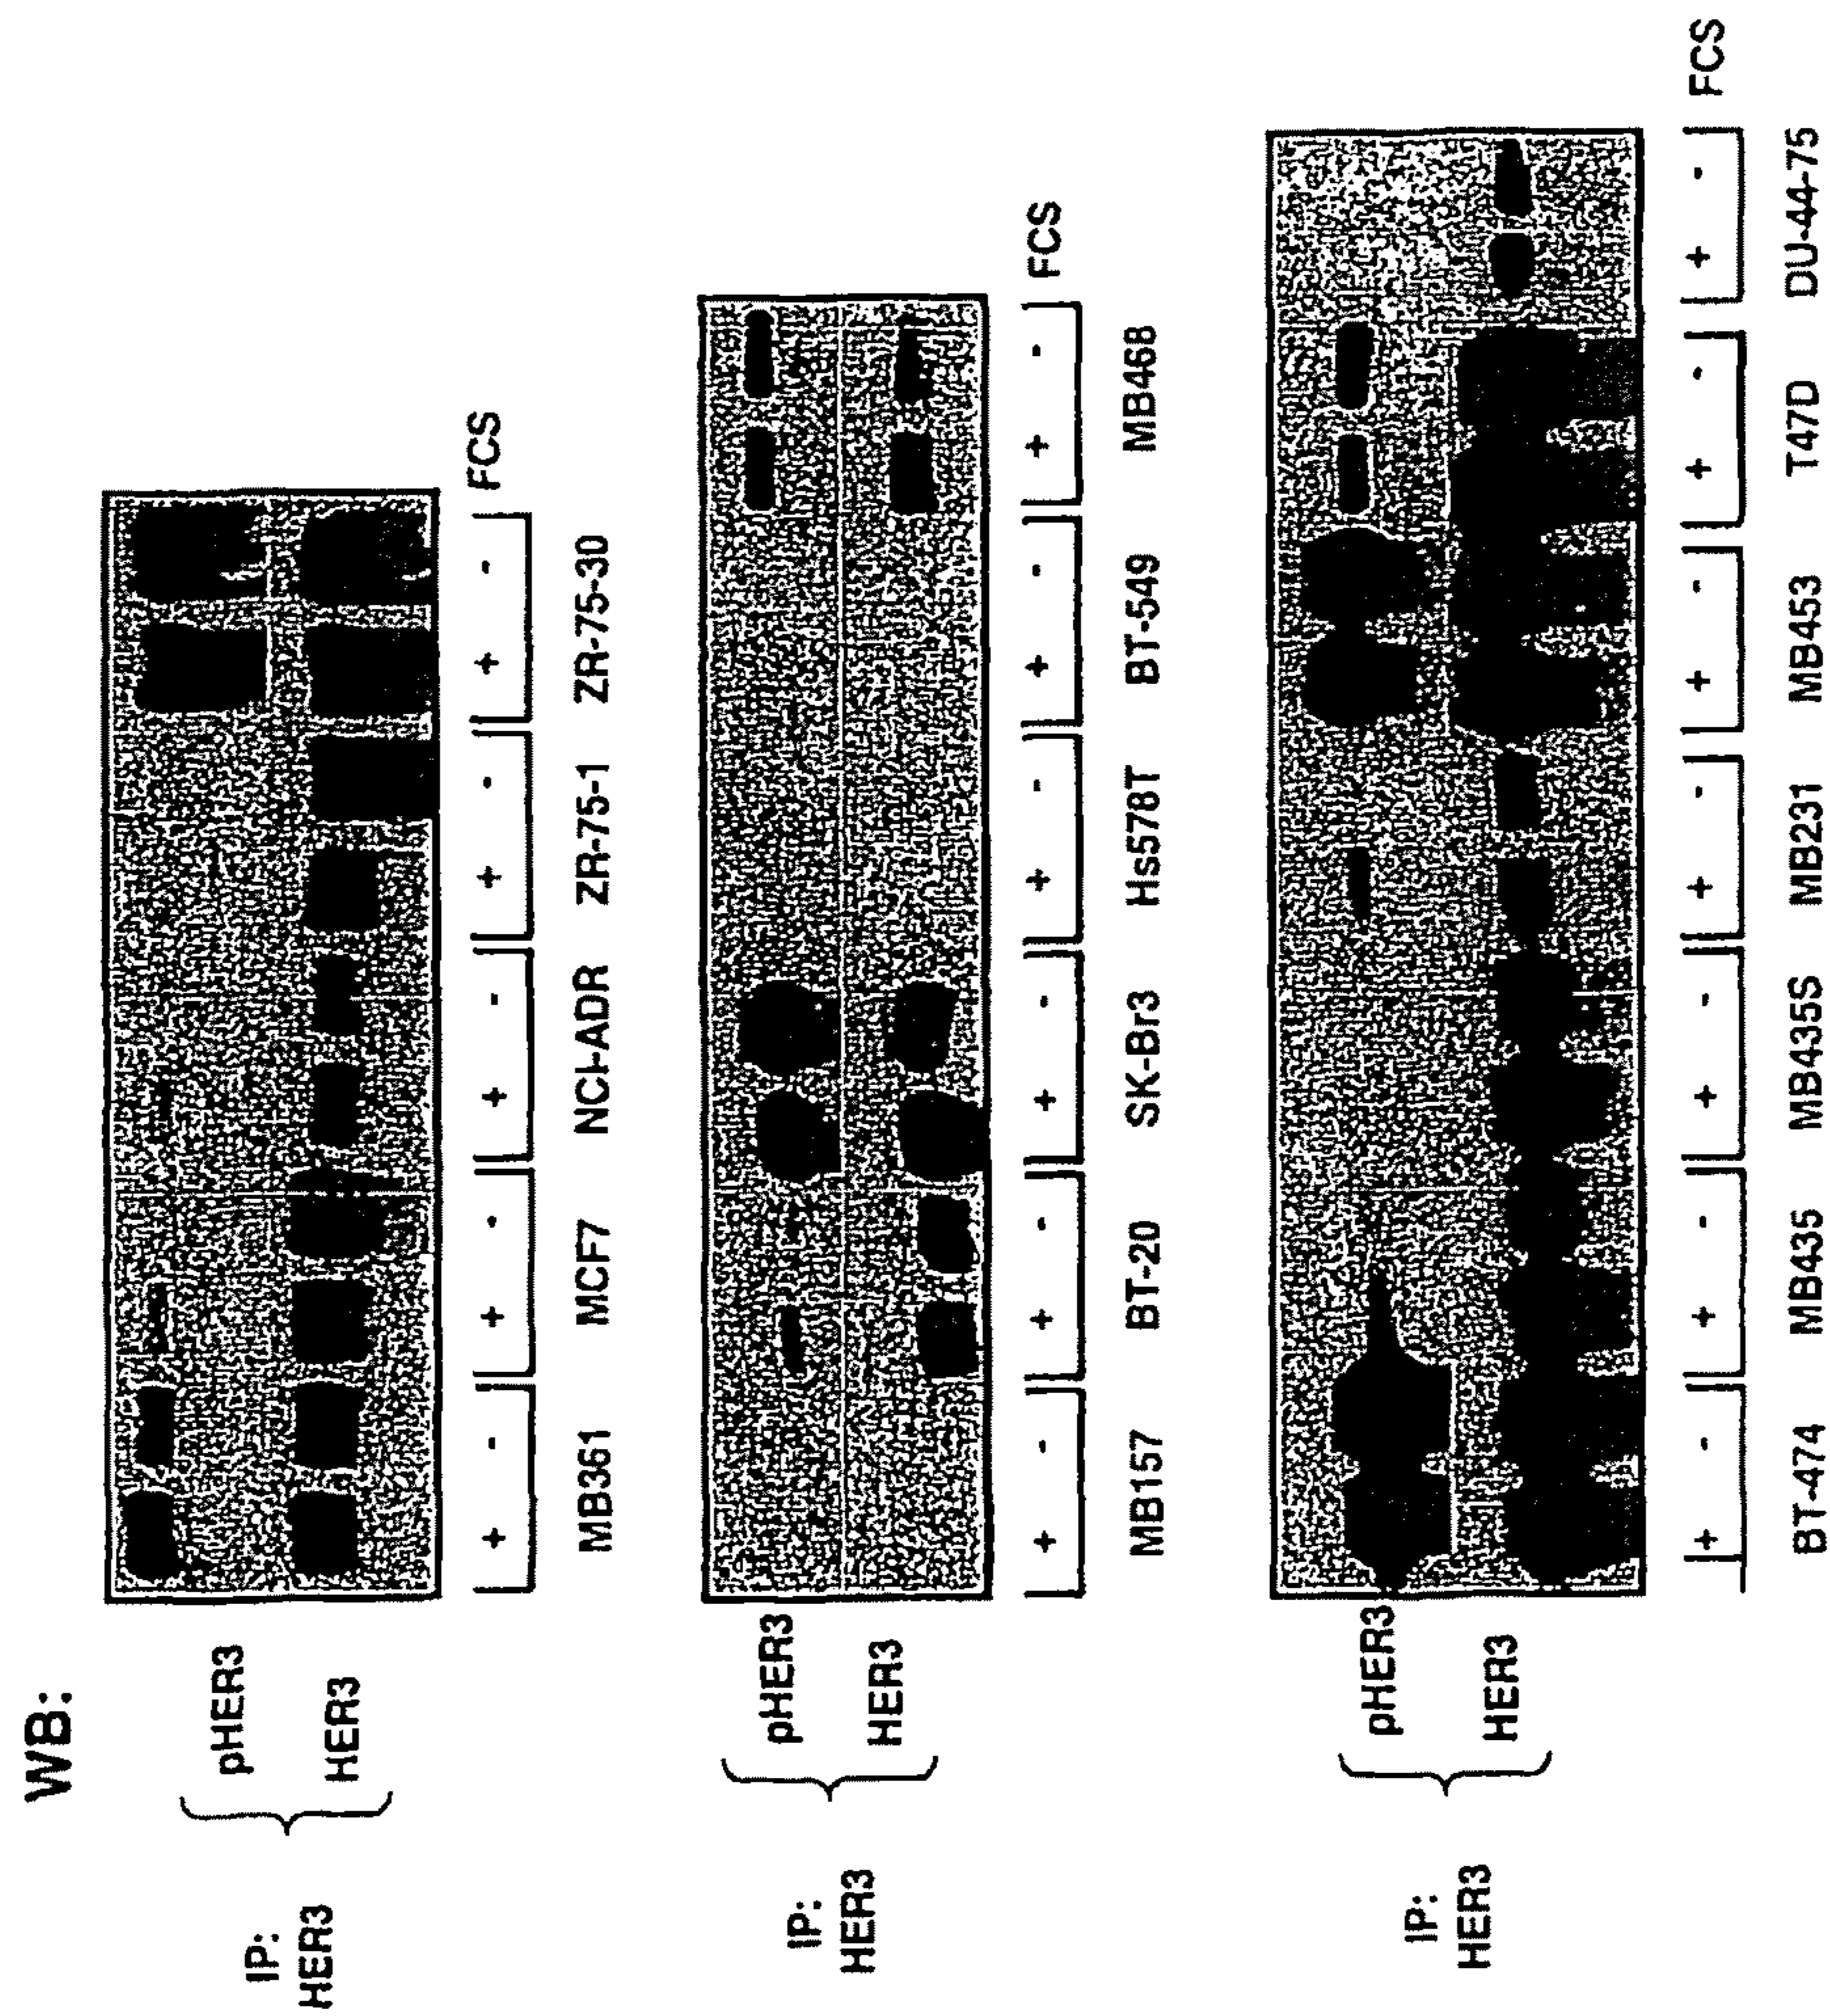 WB:
IP:
HER3
pHER3
HER3
+ - + - + - + - + - FCS
MB361 MCF7 NCI-ADR ZR-75-1 ZR-75-30
IP:
HER3
pHER3
HER3
+ - + - + - + - + - + - FCS
MB157 BT-20 SK-Br3 Hs578T BT-549 MB468
IP:
HER3
pHER3
HER3
+ - + - + - + - + - + - + - FCS
BT-474 MB435 MB435S MB231 MB453 T47D DU-44-75